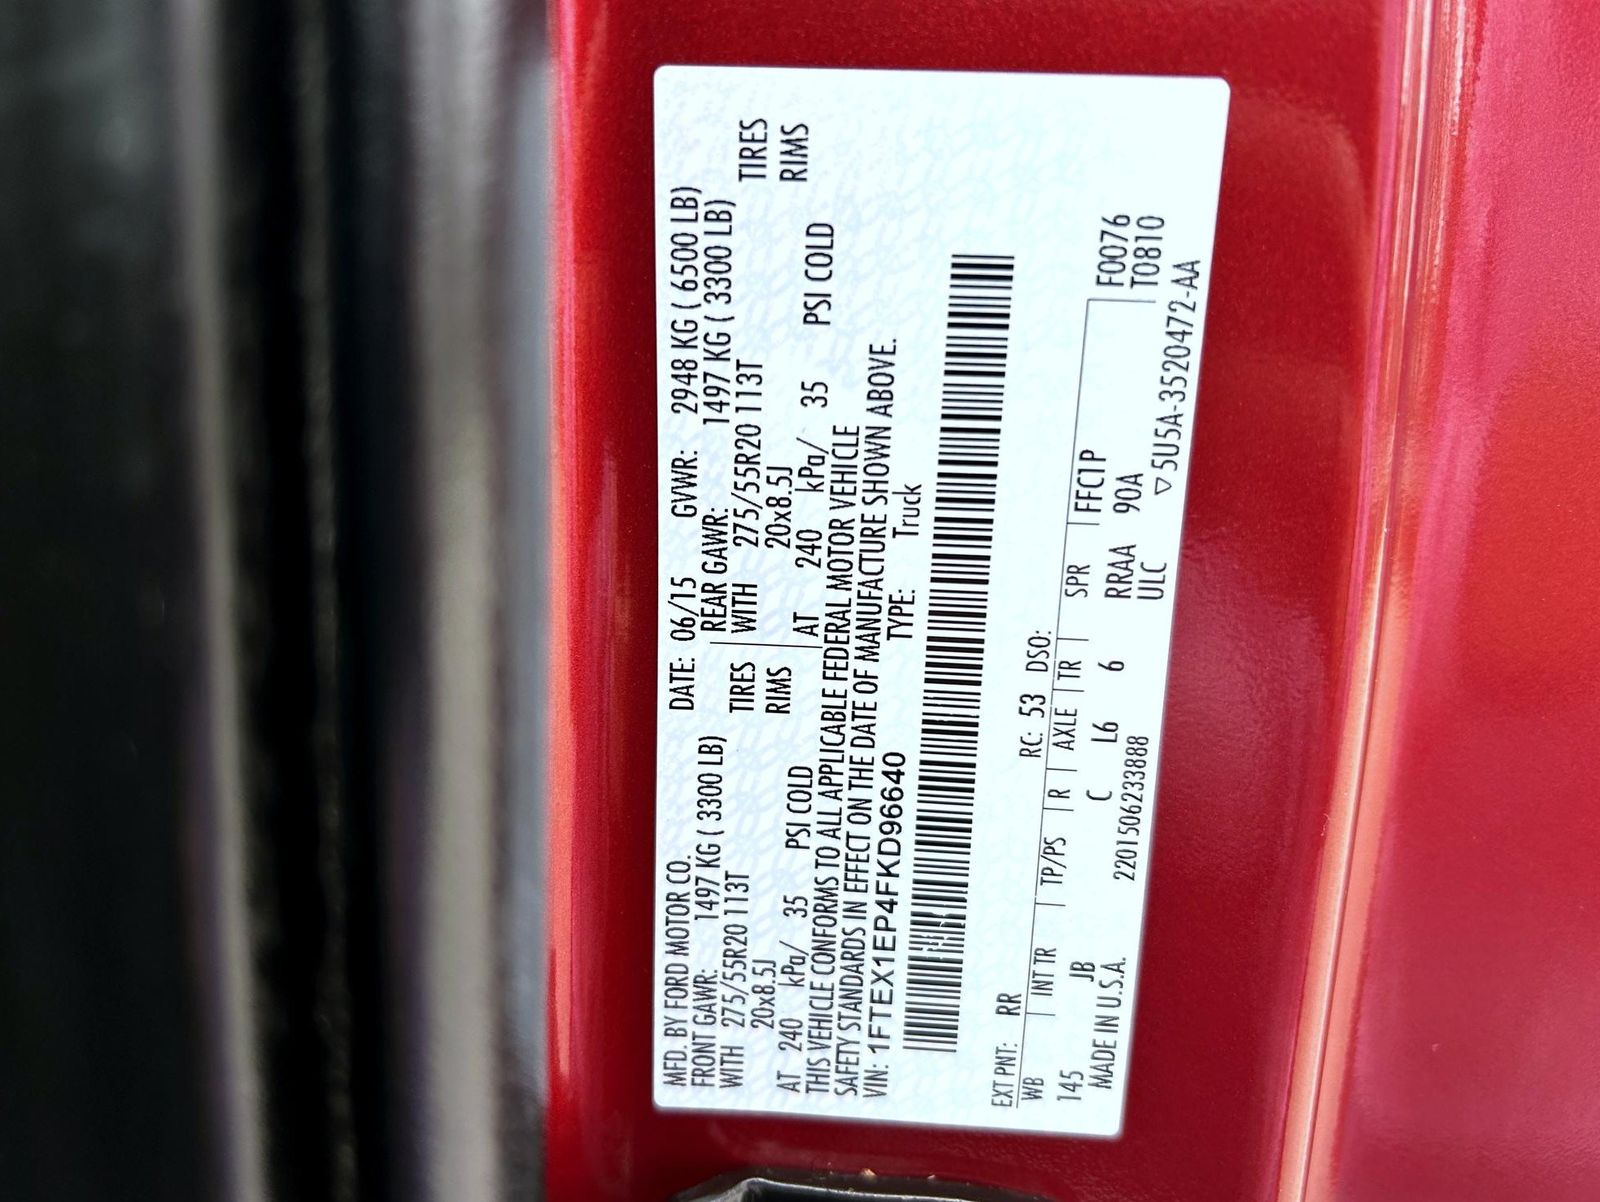 MFD. BY FORD MOTOR CO.
DATE: 06/15 GVWR: 2948 KG ( 6500 LB)
FRONT GAWR: 1497 KG ( 3300 LB) REAR GAWR: 1497 KG ( 3300 LB)
WITH 275/55R20 113T TIRES WITH 275/55R20 113T TIRES
20x8.5J RIMS 20x8.5J RIMS
AT 240 kPa/ 35 PSI COLD AT 240 kPa/ 35 PSI COLD
THIS VEHICLE CONFORMS TO ALL APPLICABLE FEDERAL MOTOR VEHICLE
SAFETY STANDARDS IN EFFECT ON THE DATE OF MANUFACTURE SHOWN ABOVE.
VIN: 1FTEX1EP4FKD96640 TYPE: Truck
EXT PNT: RR RC: 53 DSO:
WB INT TR TP/PS R AXLE TR SPR FFC1P F0076
145 JB C L6 6 RRAA 90A T0810
MADE IN U.S.A. 2201506233888 ULC ▽ 5U5A-3520472-AA